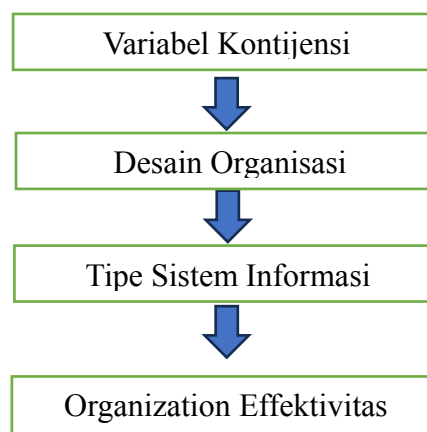 Variabel Kontijensi
Desain Organisasi
Tipe Sistem Informasi
Organization Effektivitas